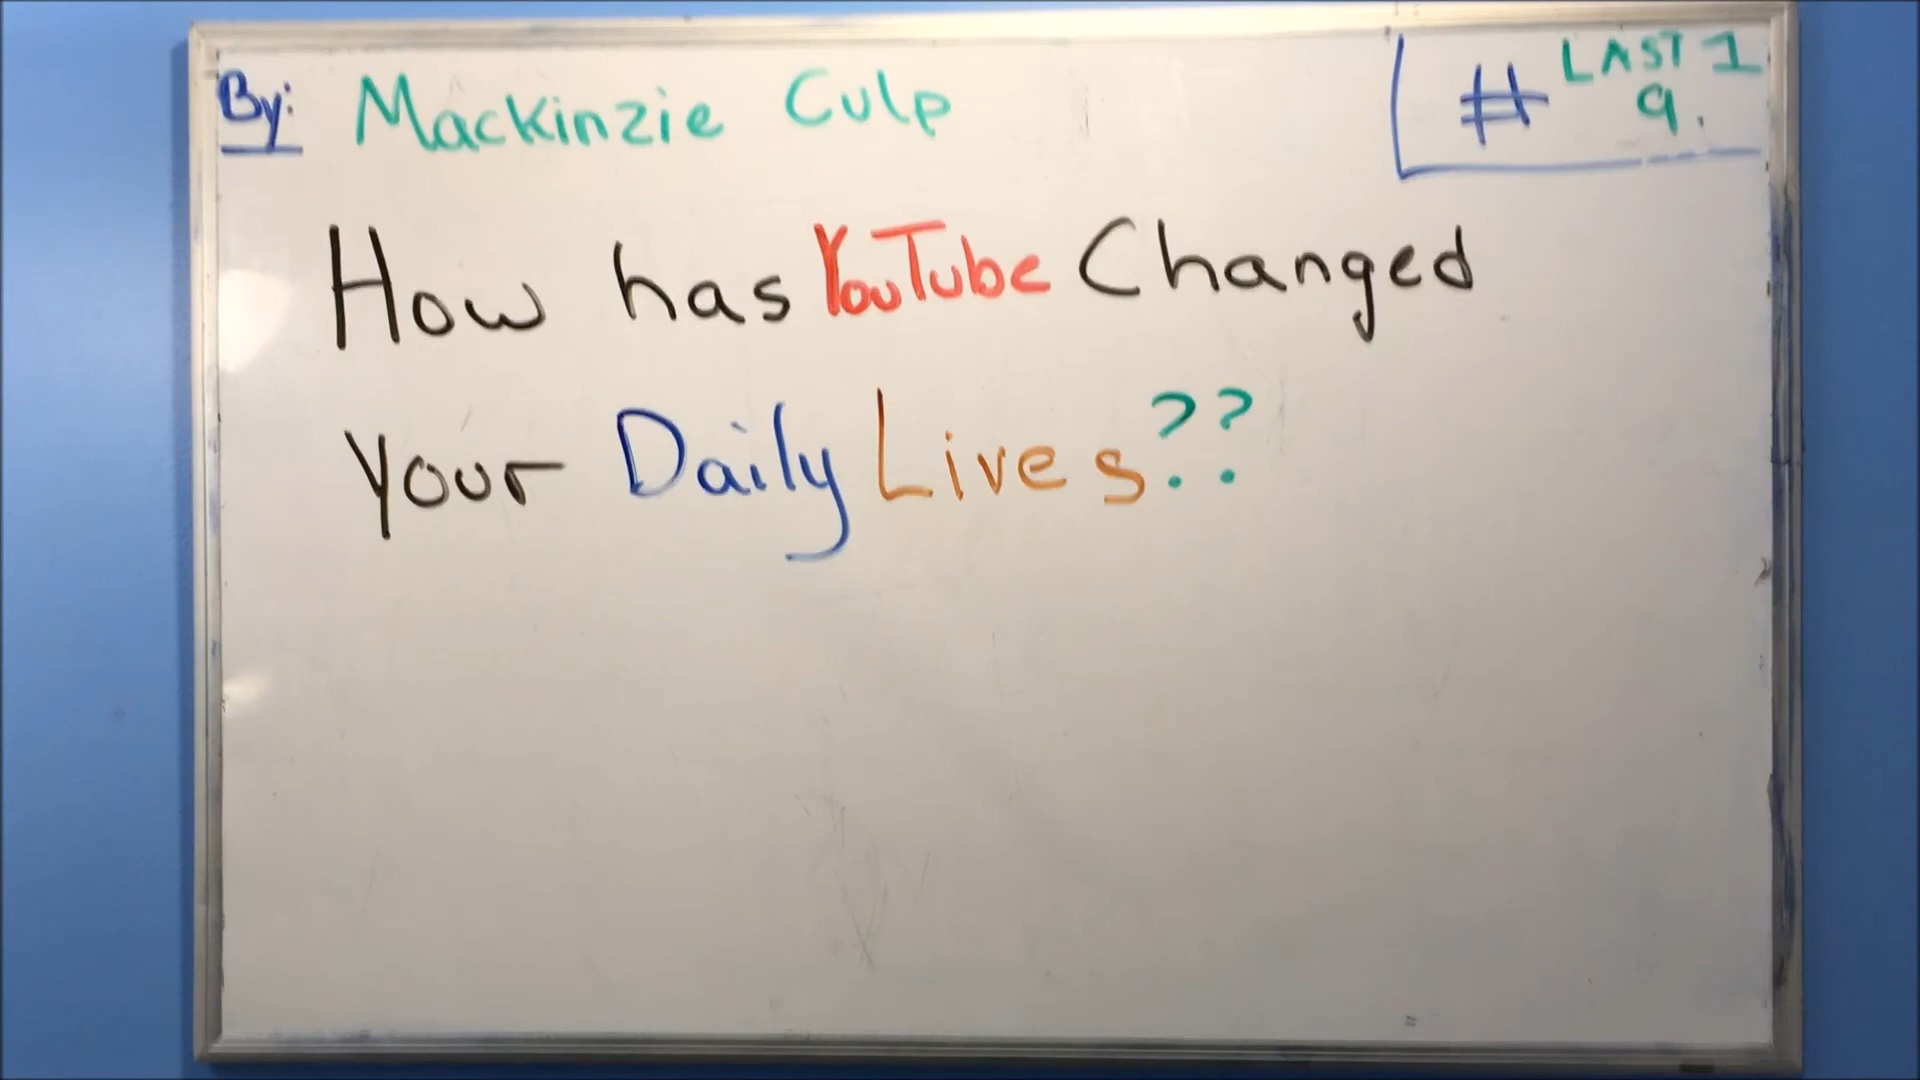 By: Mackinzie Culp
# LAST 1
9.
How has YouTube Changed
Your Daily Lives??